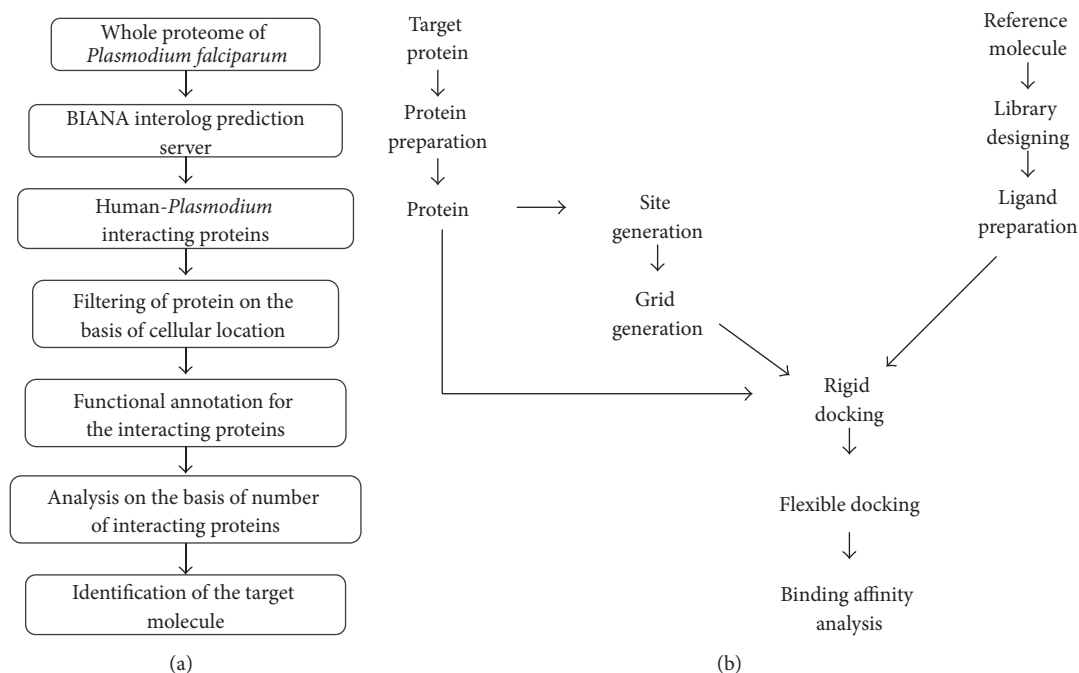 Whole proteome of
Plasmodium falciparum
BIANA interolog prediction
server
Human-Plasmodium
interacting proteins
Filtering of protein on the
basis of cellular location
Functional annotation for
the interacting proteins
Analysis on the basis of number
of interacting proteins
Identification of the target
molecule
(a)
Target
protein
Protein
preparation
Protein
Site
generation
Grid
generation
Reference
molecule
Library
designing
Ligand
preparation
Rigid
docking
Flexible docking
Binding affinity
analysis
(b)